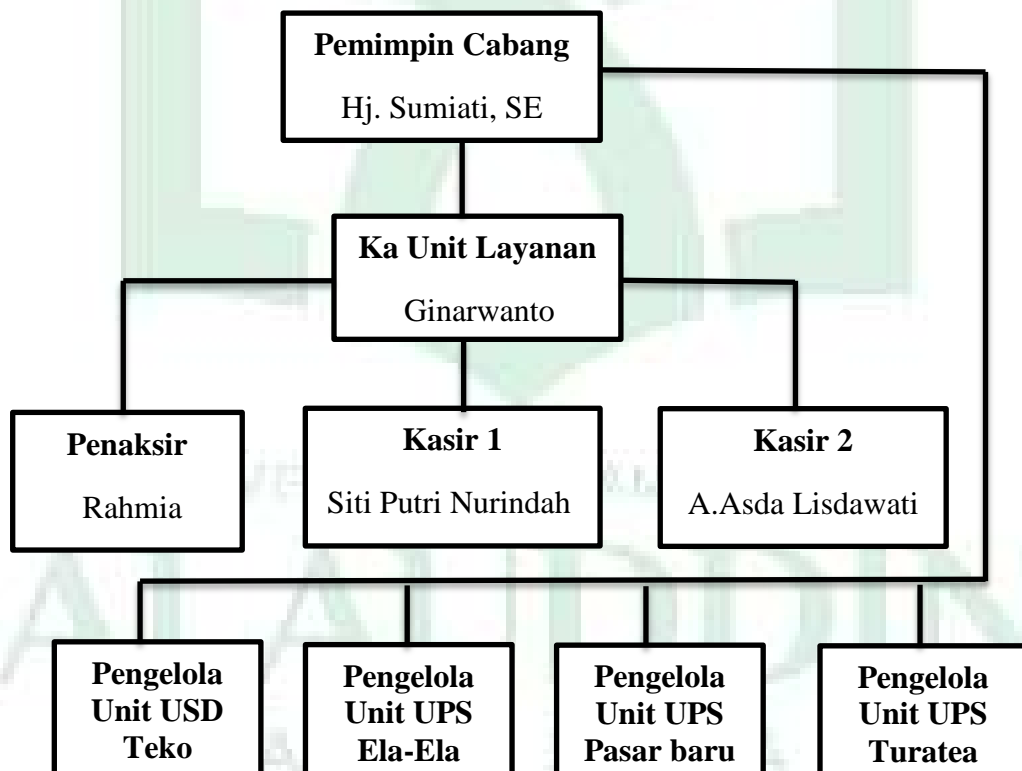 Pemimpin Cabang
Hj. Sumiati, SE
Ka Unit Layanan
Ginarwanto
Penaksir
Rahmia
Kasir 1
Siti Putri Nurindah
Kasir 2
A.Asda Lisdawati
Pengelola
Unit USD
Teko
Pengelola
Unit UPS
Ela-Ela
Pengelola
Unit UPS
Pasar baru
Pengelola
Unit UPS
Turatea
ALAUDDIN